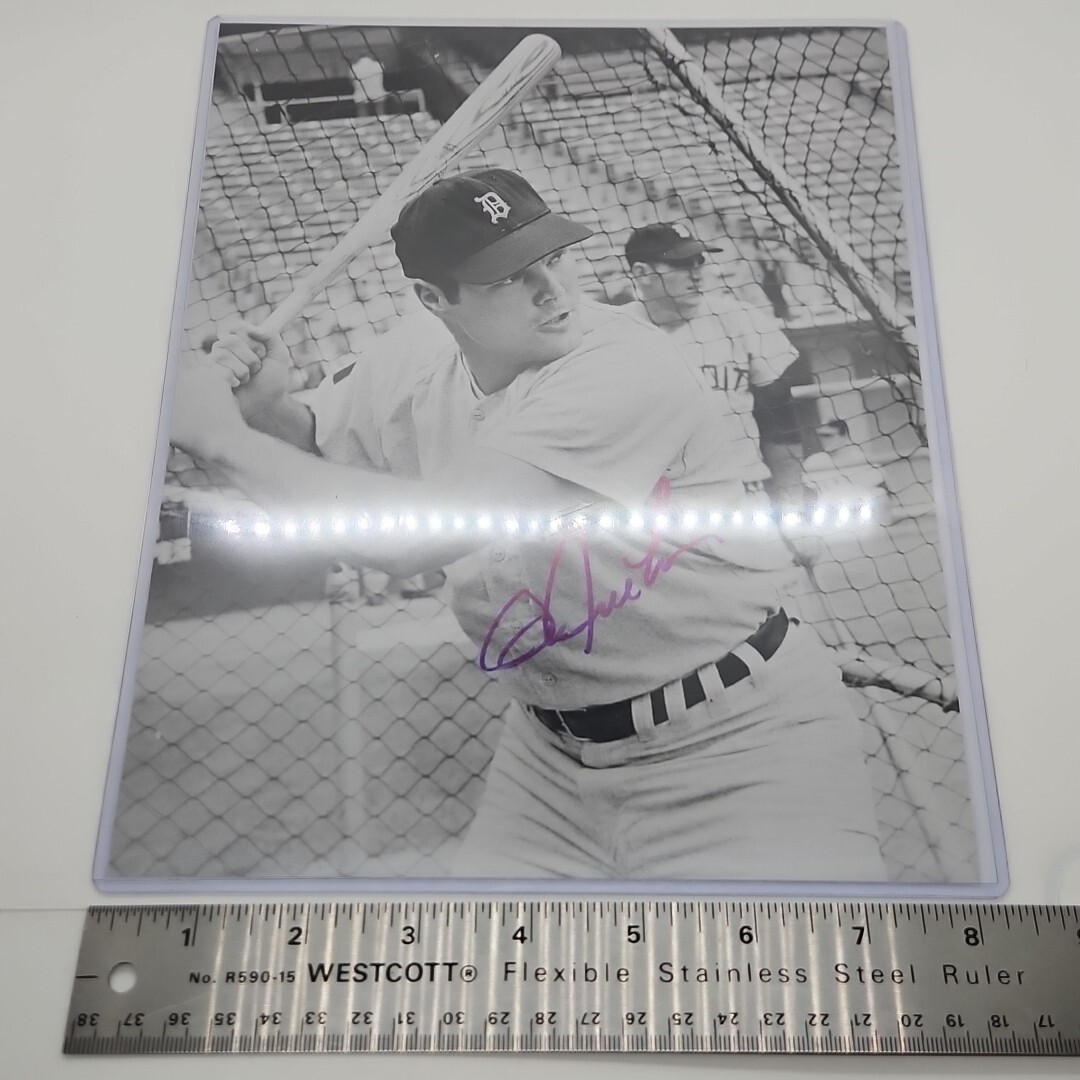 D
OIT
1 2 3 4 5 6 7 8 9
No. R590-15 WESTCOTT® Flexible Stainless Steel Ruler
38 37 36 35 34 33 32 31 30 29 28 27 26 25 24 23 22 21 20 19 18 17